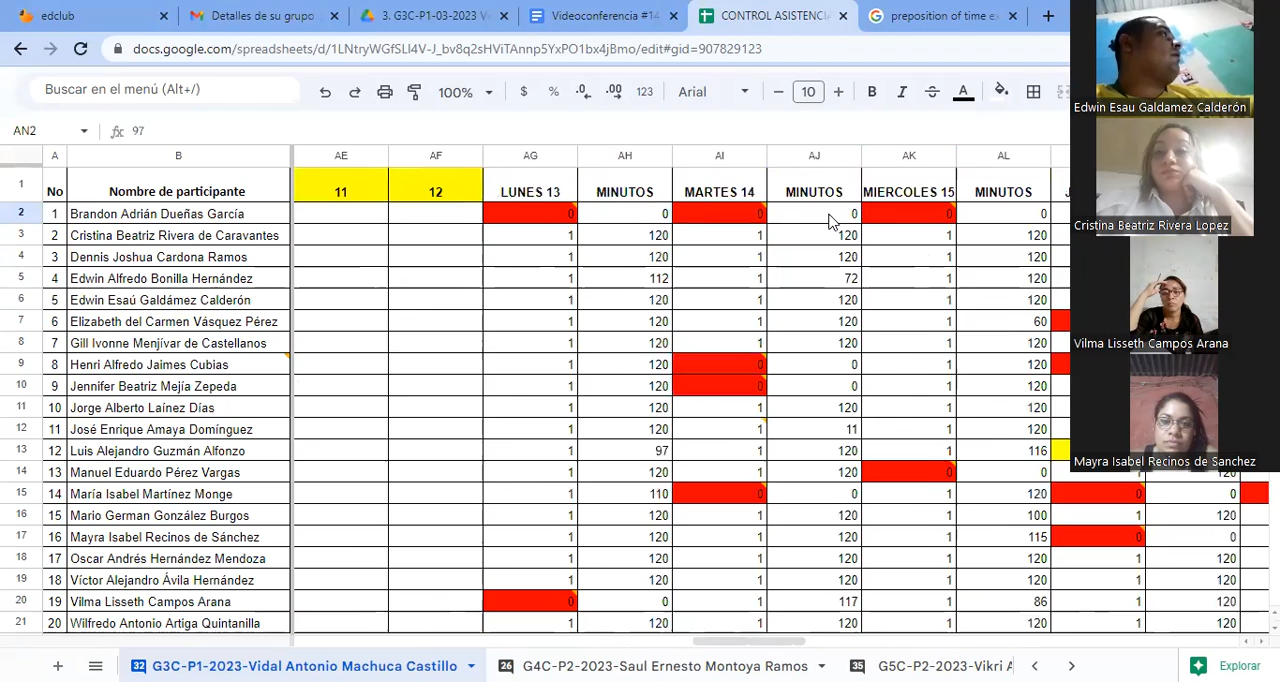 edclub
Detalles de su grupo
3. G3C-P1-03-2023 V
Videoconferencia #14
CONTROL ASISTENCIA
preposition of time ex
docs.google.com/spreadsheets/d/1LNtryWGfSLI4V-J_bv8q2sHViTAnnp5YxPO1bx4jBmo/edit#gid=907829123
Buscar en el menú (Alt+/)
100%
$ % .0 .00 123
Arial
10
B I A
AN2
fx 97
A B AE AF AG AH AI AJ AK AL
1 No Nombre de participante 11 12 LUNES 13 MINUTOS MARTES 14 MINUTOS MIERCOLES 15 MINUTOS
2 1 Brandon Adrián Dueñas García 0 0 0 0 0 0
3 2 Cristina Beatriz Rivera de Carantes 1 120 1 120 1 120
4 3 Dennis Joshua Cardona Ramos 1 120 1 120 1 120
5 4 Edwin Alfredo Bonilla Hernández 1 112 1 72 1 120
6 5 Edwin Esaú Galdámez Calderón 1 120 1 120 1 120
7 6 Elizabeth del Carmen Vásquez Pérez 1 120 1 120 1 60
8 7 Gill Ivonne Menjívar de Castellanos 1 120 1 120 1 120
9 8 Henri Alfredo Jaimes Cubias 1 120 0 0 1 120
10 9 Jennifer Beatriz Mejía Zepeda 1 120 0 0 1 120
11 10 Jorge Alberto Laínez Días 1 120 1 120 1 120
12 11 José Enrique Amaya Domínguez 1 120 1 11 1 120
13 12 Luis Alejandro Guzmán Alfonzo 1 97 1 120 1 116
14 13 Manuel Eduardo Pérez Vargas 1 120 1 120 0 0 1 120
15 14 María Isabel Martínez Monge 1 110 0 0 1 120 0 0
16 15 Mario German González Burgos 1 120 1 120 1 100 1 120
17 16 Mayra Isabel Recinos de Sánchez 1 120 1 120 1 115 0 0
18 17 Oscar Andrés Hernández Mendoza 1 120 1 120 1 120 1 120
19 18 Víctor Alejandro Ávila Hernández 1 120 1 120 1 120 1 120
20 19 Vilma Lisseth Campos Arana 0 0 1 117 1 86 1 120
21 20 Wilfredo Antonio Artiga Quintanilla 1 120 1 120 1 120 1 120
32 G3C-P1-2023-Vidal Antonio Machuca Castillo
26 G4C-P2-2023-Saul Ernesto Montoya Ramos
35 G5C-P2-2023-Vikri A
Explorar
Edwin Esau Galdamez Calderón
Cristina Beatriz Rivera Lopez
Vilma Lisseth Campos Arana
Mayra Isabel Recinos de Sanchez